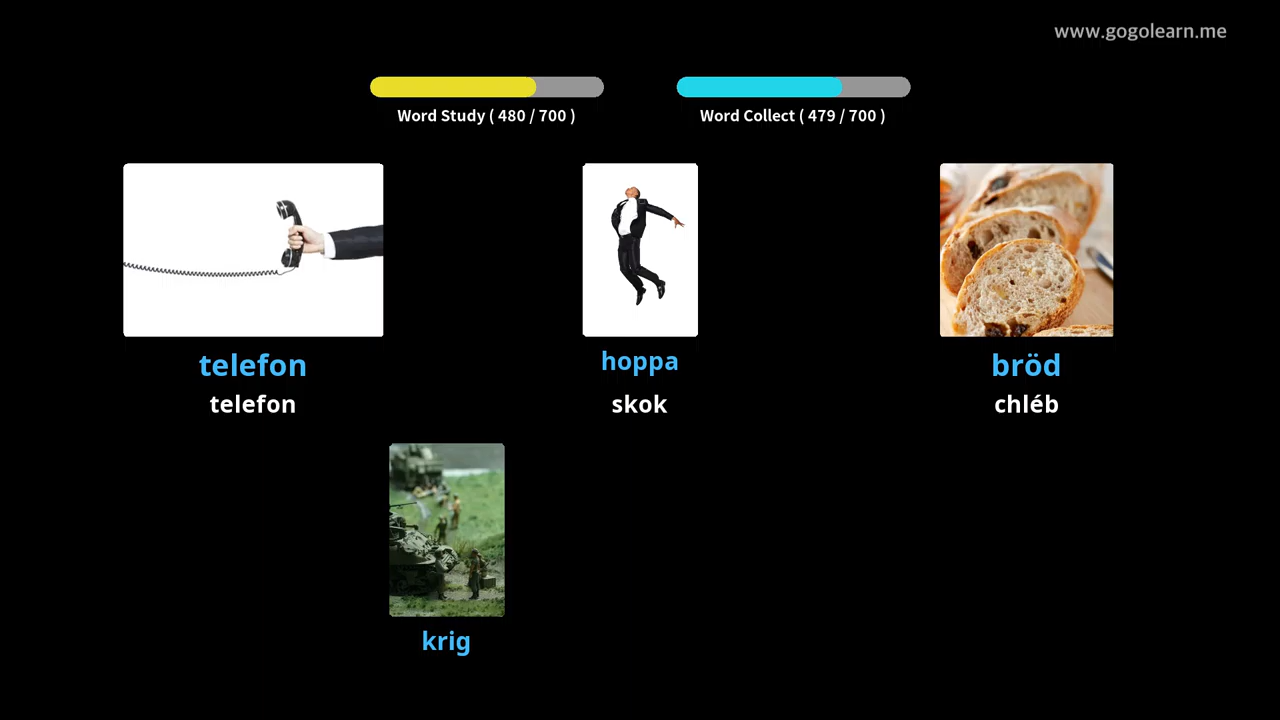 www.gogolearn.me
Word Study ( 480 / 700 )
Word Collect ( 479 / 700 )
telefon
hoppa
bröd
telefon
skok
chléb
krig